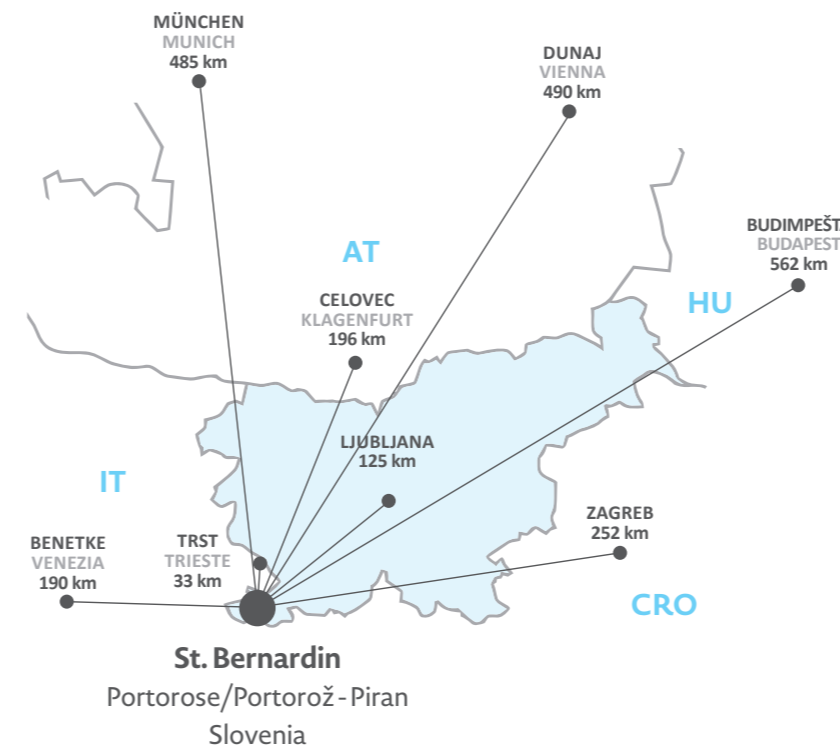 MÜNCHEN
MUNICH
485 km
DUNAJ
VIENNA
490 km
BUDIMPEŠTA
BUDAPEST
562 km
AT
HU
CELOVEC
KLAGENFURT
196 km
LJUBLJANA
125 km
IT
ZAGREB
252 km
BENETKE
VENEZIA
190 km
TRST
TRIESTE
33 km
CRO
St. Bernardin
Portorose/Portorož-Piran
Slovenia